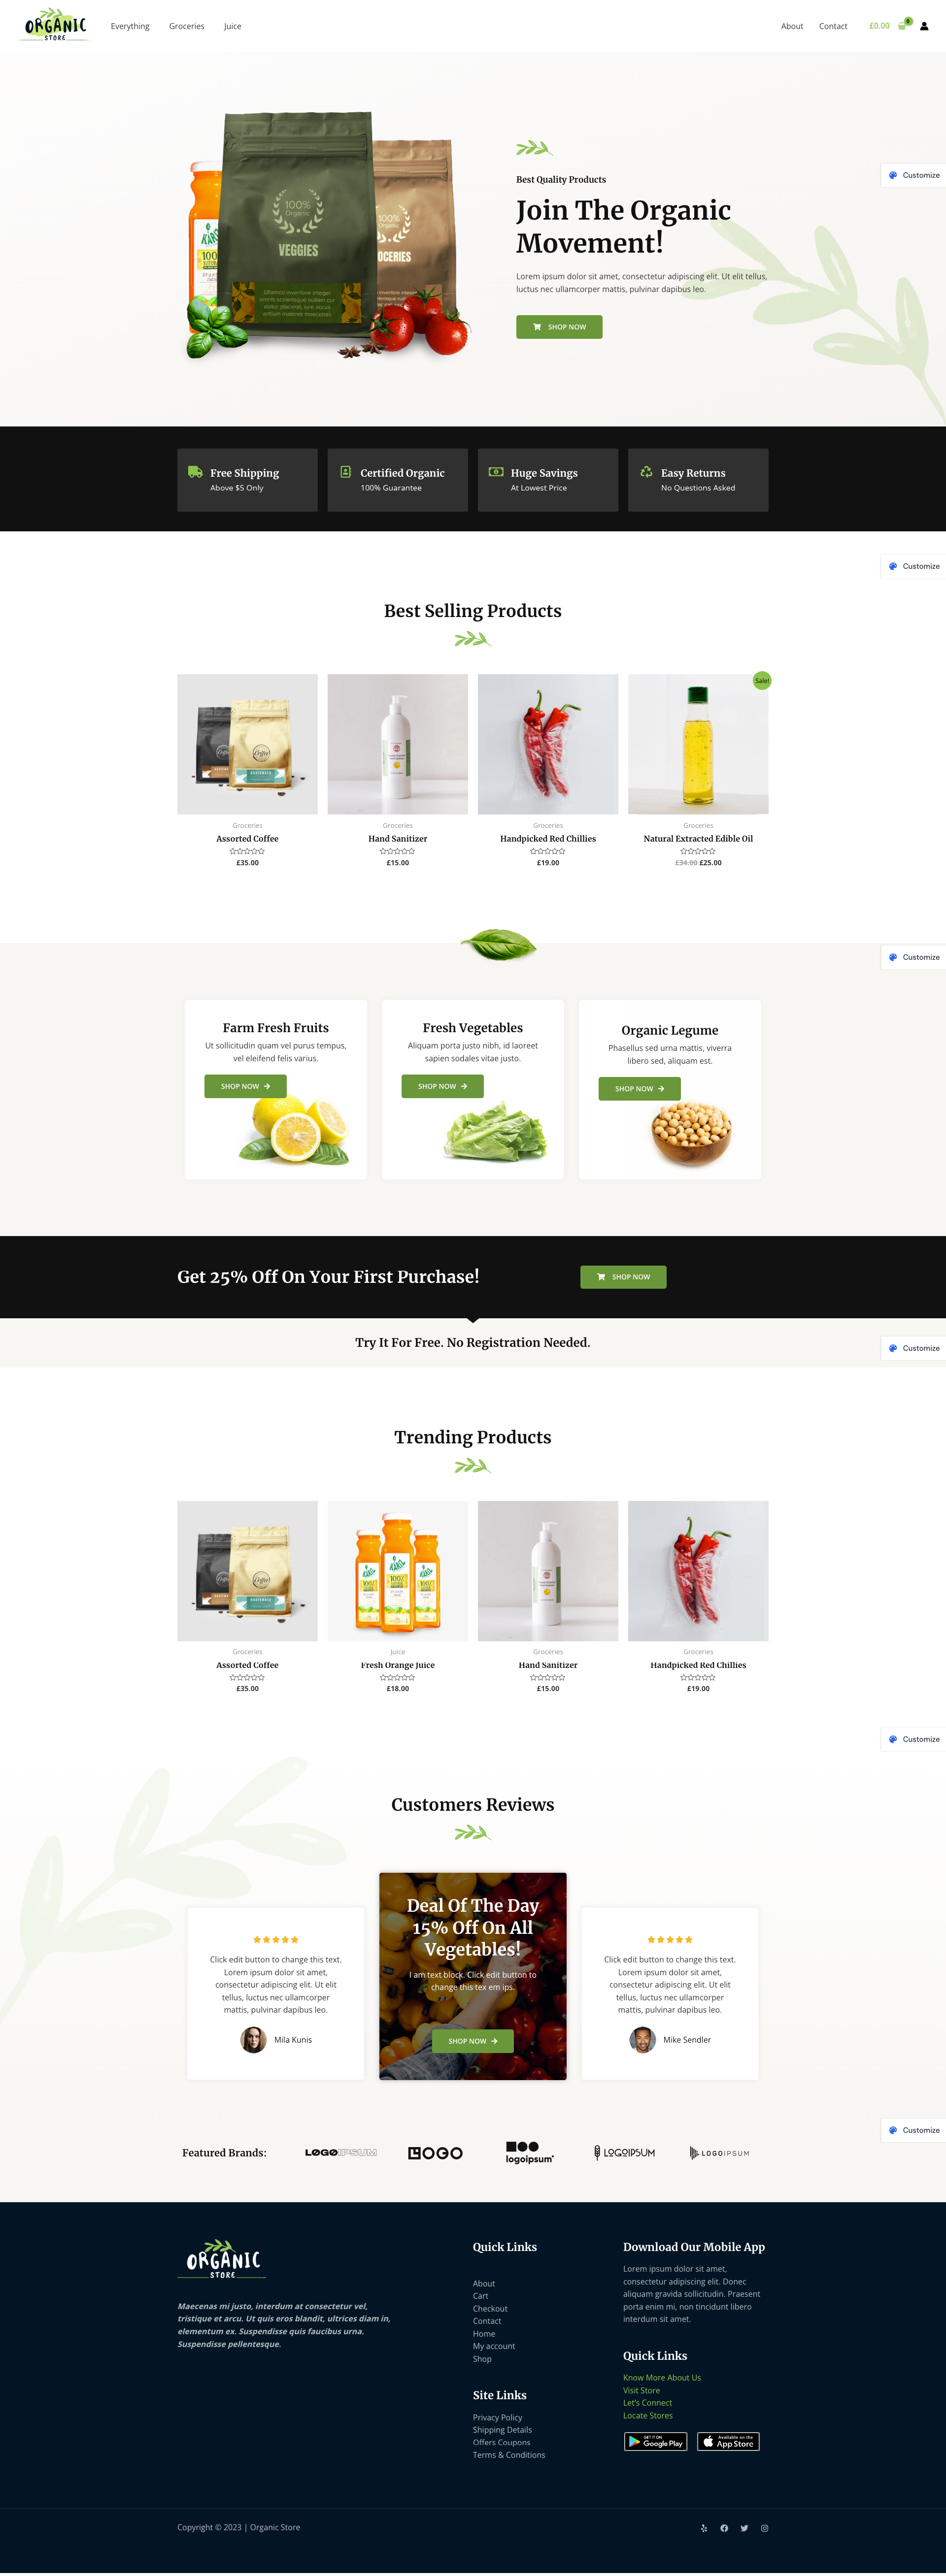 ORGANIC
STORE
Everything
Groceries
Juice
About
Contact
£0.00
0
Customize
100%
Organic
VEGGIES
100%
Organic
Best Quality Products
Join The Organic
Movement!
Lorem ipsum dolor sit amet, consectetur adipiscing elit. Ut elit tellus,
luctus nec ullamcorper mattis, pulvinar dapibus leo.
SHOP NOW
Free Shipping
Above $5 Only
Certified Organic
100% Guarantee
Huge Savings
At Lowest Price
Easy Returns
No Questions Asked
Customize
Best Selling Products
Sale!
Groceries
Assorted Coffee
£35.00
Groceries
Hand Sanitizer
£15.00
Groceries
Handpicked Red Chillies
£19.00
Groceries
Natural Extracted Edible Oil
£34.00 £25.00
Customize
Farm Fresh Fruits
Ut sollicitudin quam vel purus tempus,
vel eleifend felis varius.
SHOP NOW
Fresh Vegetables
Aliquam porta justo nibh, id laoreet
sapien sodales vitae justo.
SHOP NOW
Organic Legume
Phasellus sed urna mattis, viverra
libero sed, aliquam est.
SHOP NOW
Get 25% Off On Your First Purchase!
SHOP NOW
Try It For Free. No Registration Needed.
Customize
Trending Products
Groceries
Assorted Coffee
£35.00
Juice
Fresh Orange Juice
£18.00
Groceries
Hand Sanitizer
£15.00
Groceries
Handpicked Red Chillies
£19.00
Customize
Customers Reviews
Click edit button to change this text.
Lorem ipsum dolor sit amet,
consectetur adipiscing elit. Ut elit
tellus, luctus nec ullamcorper
mattis, pulvinar dapibus leo.
Mila Kunis
Deal Of The Day
15% Off On All
Vegetables!
I am text block. Click edit button to
change this tex em ips.
SHOP NOW
Click edit button to change this text.
Lorem ipsum dolor sit amet,
consectetur adipiscing elit. Ut elit
tellus, luctus nec ullamcorper
mattis, pulvinar dapibus leo.
Mike Sendler
Customize
Featured Brands:
LOGOIPSUM
LOGO
logoipsum
LOGOIPSUM
LOGOIPSUM
ORGANIC
STORE
Maecenas mi justo, interdum at consectetur vel,
tristique et arcu. Ut quis eros blandit, ultrices diam in,
elementum ex. Suspendisse quis faucibus urna.
Suspendisse pellentesque.
Quick Links
About
Cart
Checkout
Contact
Home
My account
Shop
Site Links
Privacy Policy
Shipping Details
Offers Coupons
Terms & Conditions
Download Our Mobile App
Lorem ipsum dolor sit amet,
consectetur adipiscing elit. Donec
aliquam gravida sollicitudin. Praesent
porta enim mi, non tincidunt libero
interdum sit amet.
Quick Links
Know More About Us
Visit Store
Let's Connect
Locate Stores
GET IT ON
Google Play
Available on the
App Store
Copyright © 2023 | Organic Store